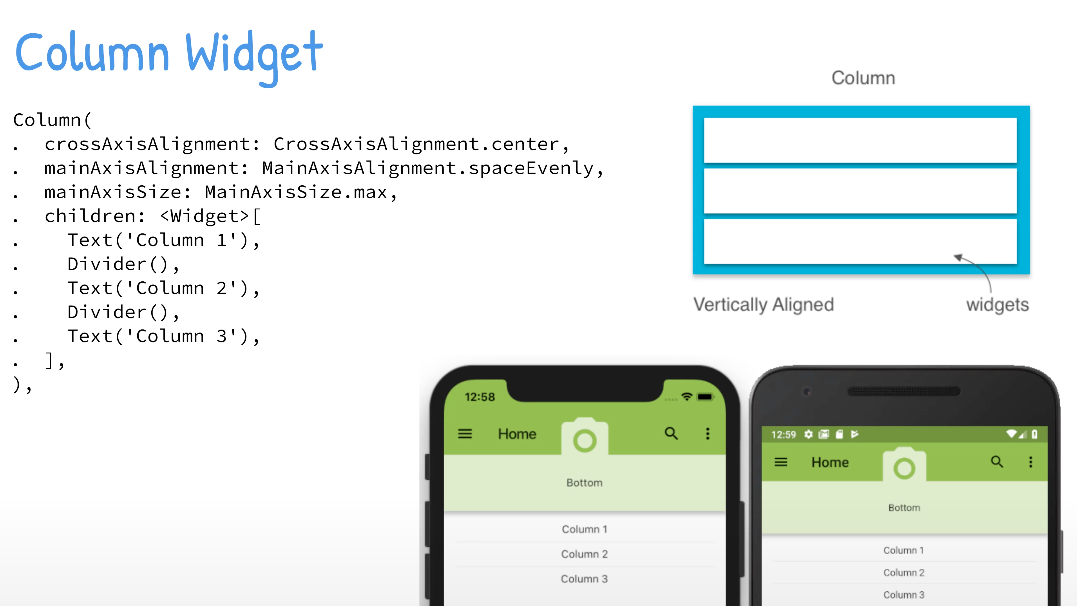 Column Widget
Column(
. crossAxisAlignment: CrossAxisAlignment.center,
. mainAxisAlignment: MainAxisAlignment.spaceEvenly,
. mainAxisSize: MainAxisSize.max,
. children: <Widget>[
. Text('Column 1'),
. Divider(),
. Text('Column 2'),
. Divider(),
. Text('Column 3'),
. ],
),
Column
Vertically Aligned
widgets
12:58
Home
Bottom
Column 1
Column 2
Column 3
12:59
Home
Bottom
Column 1
Column 2
Column 3